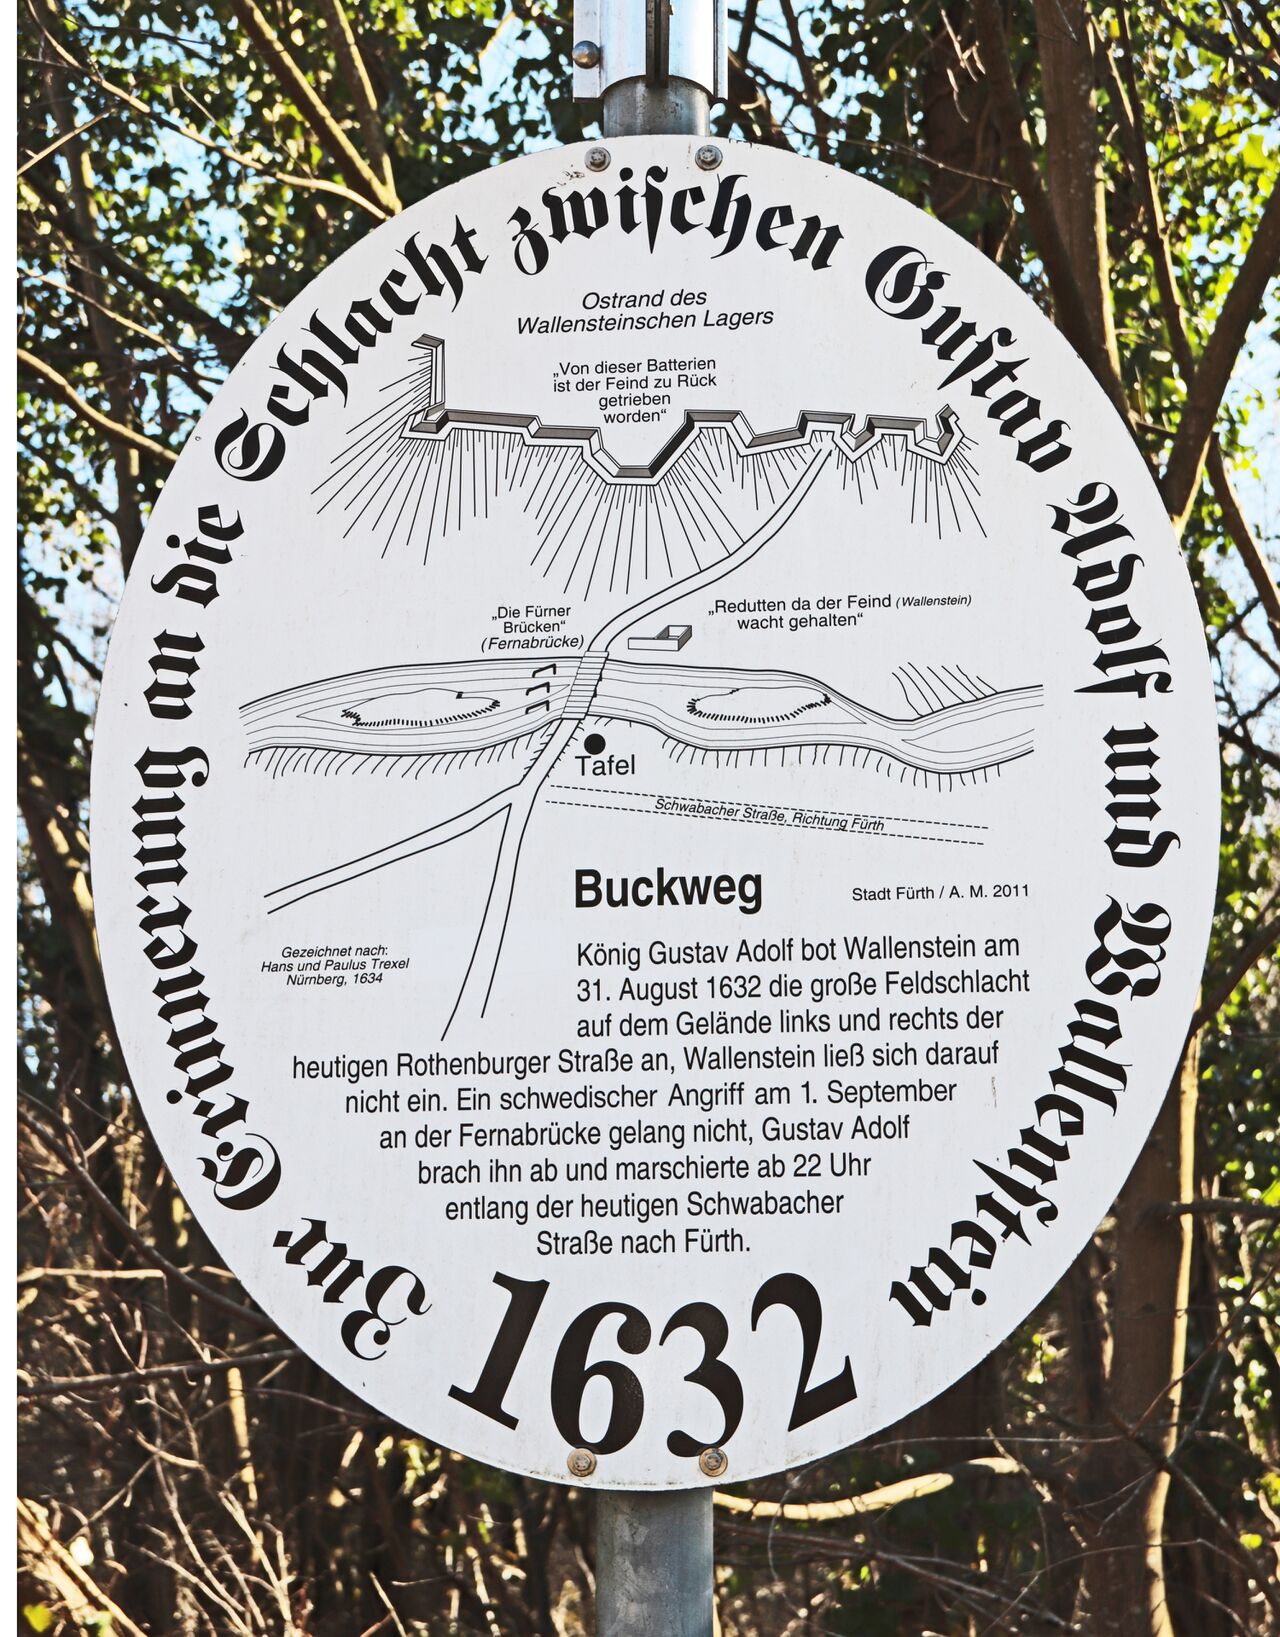 Zur Erinnerung an die Schlacht zwischen Gustav Adolf und Wallenstein
1632
Ostrand des
Wallensteinschen Lagers
„Von dieser Batterien
ist der Feind zu Rück
getrieben
worden“
„Die Fürner
Brücken“
(Fernabrücke)
„Redutten da der Feind (Wallenstein)
wacht gehalten“
Tafel
Schwabacher Straße, Richtung Fürth
Buckweg
Stadt Fürth / A. M. 2011
Gezeichnet nach:
Hans und Paulus Trexel
Nürnberg, 1634
König Gustav Adolf bot Wallenstein am
31. August 1632 die große Feldschlacht
auf dem Gelände links und rechts der
heutigen Rothenburger Straße an, Wallenstein ließ sich darauf
nicht ein. Ein schwedischer Angriff am 1. September
an der Fernabrücke gelang nicht, Gustav Adolf
brach ihn ab und marschierte ab 22 Uhr
entlang der heutigen Schwabacher
Straße nach Fürth.